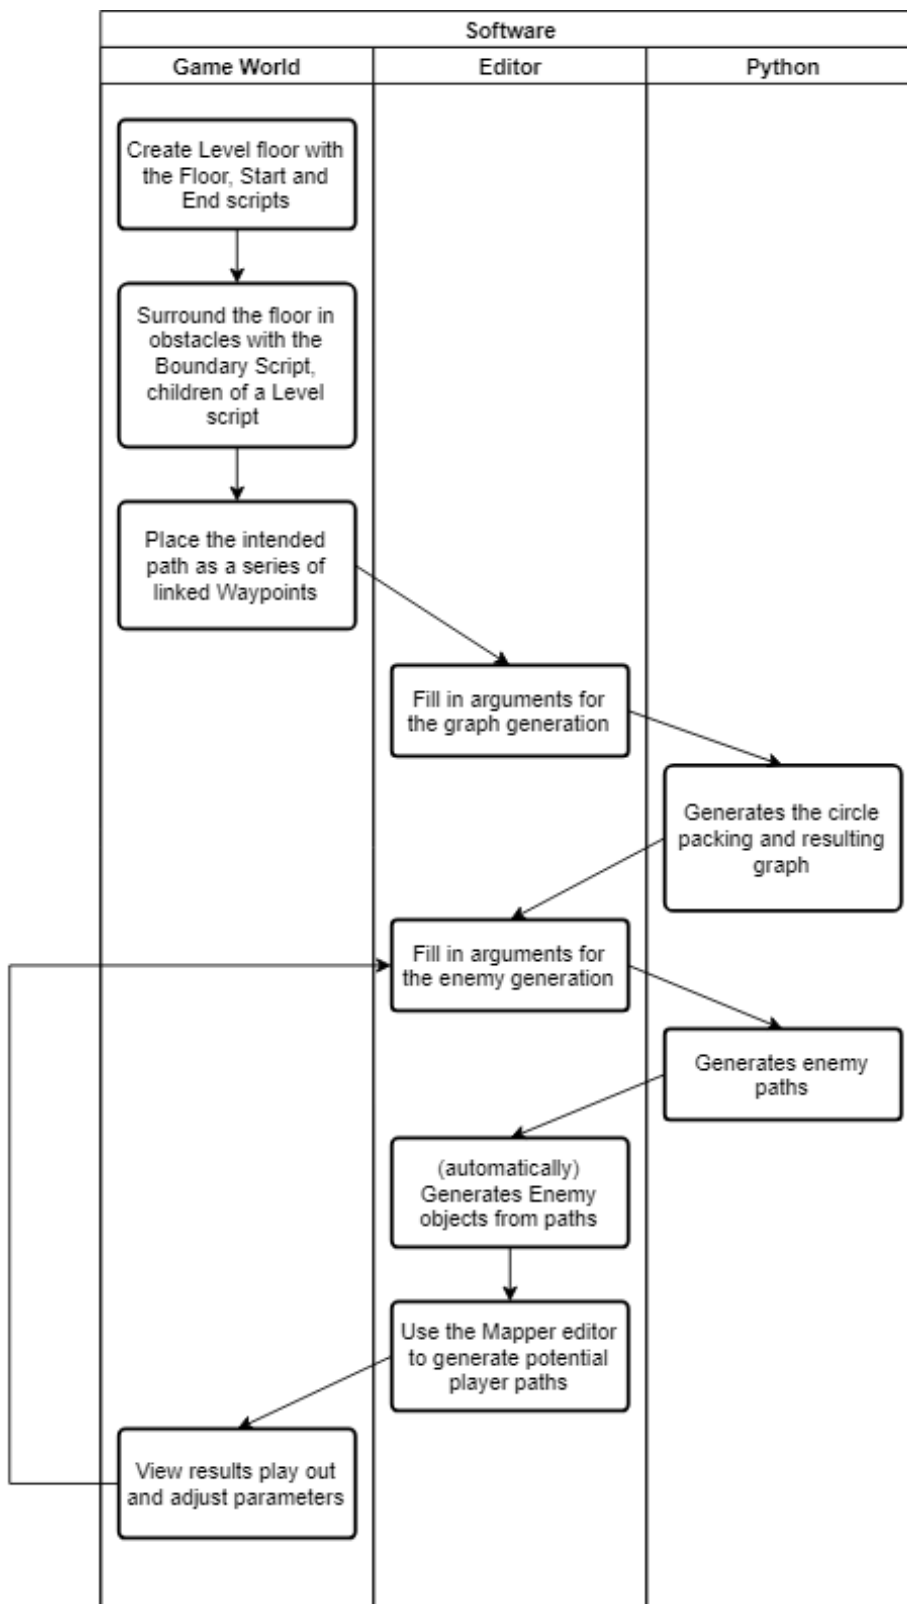 Software
Game World
Editor
Python
Create Level floor with
the Floor, Start and
End scripts
Surround the floor in
obstacles with the
Boundary Script,
children of a Level
script
Place the intended
path as a series of
linked Waypoints
Fill in arguments for
the graph generation
Generates the circle
packing and resulting
graph
Fill in arguments for
the enemy generation
Generates enemy
paths
(automatically)
Generates Enemy
objects from paths
Use the Mapper editor
to generate potential
player paths
View results play out
and adjust parameters